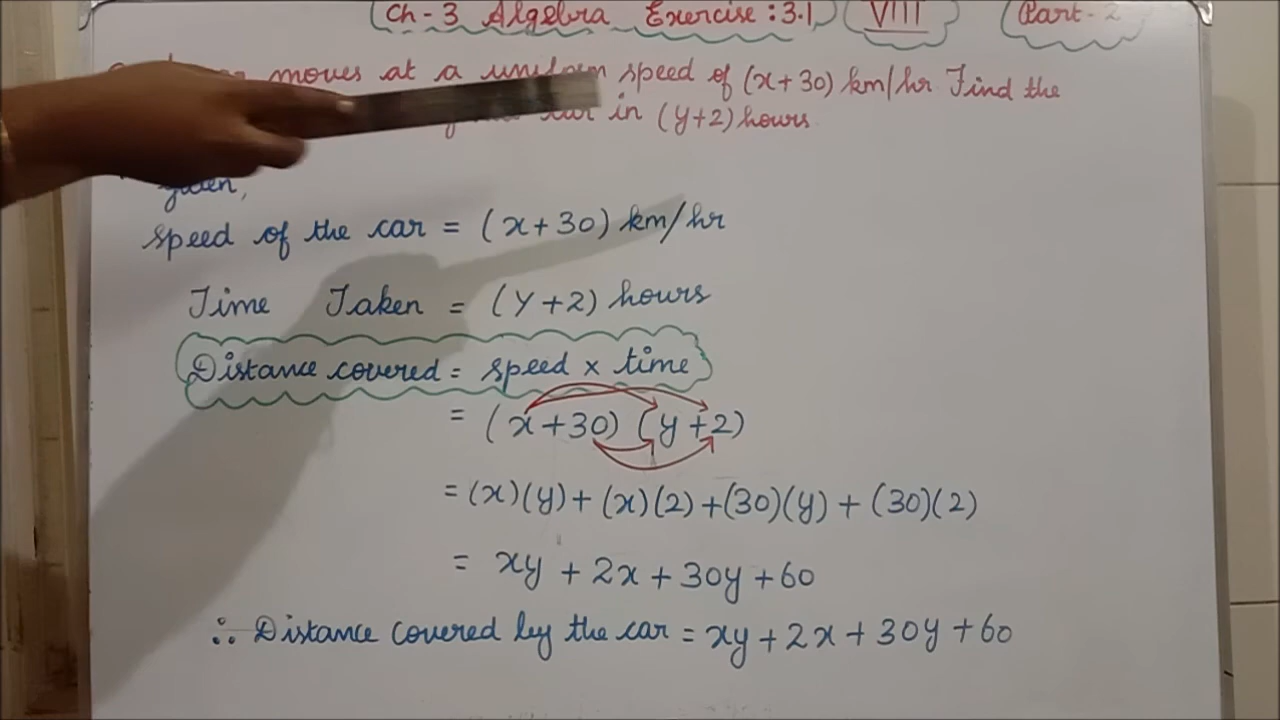 Ch-3 Algebra Exercise:3.1 VIII Part-2
moves at a uniform speed of (x+30) km/hr Find the
in (y+2) hours.
given,
speed of the car = (x+30) km/hr
Time Taken = (y+2) hours
Distance covered = speed × time
= (x+30) (y+2)
= (x)(y) + (x)(2) + (30)(y) + (30)(2)
= xy + 2x + 30y + 60
∴ Distance covered by the car = xy + 2x + 30y + 60